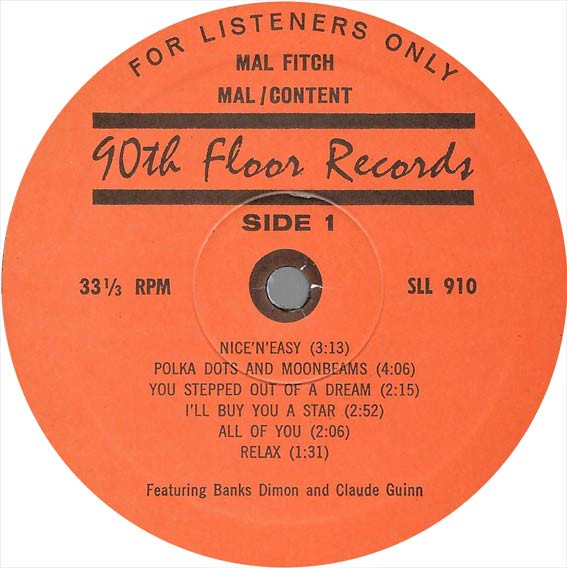 FOR LISTENERS ONLY
MAL FITCH
MAL/CONTENT
90th Floor Records
SIDE 1
33 1/3 RPM
SLL 910
NICE'N'EASY (3:13)
POLKA DOTS AND MOONBEAMS (4:06)
YOU STEPPED OUT OF A DREAM (2:15)
I'LL BUY YOU A STAR (2:52)
ALL OF YOU (2:06)
RELAX (1:31)
Featuring Banks Dimon and Claude Guinn